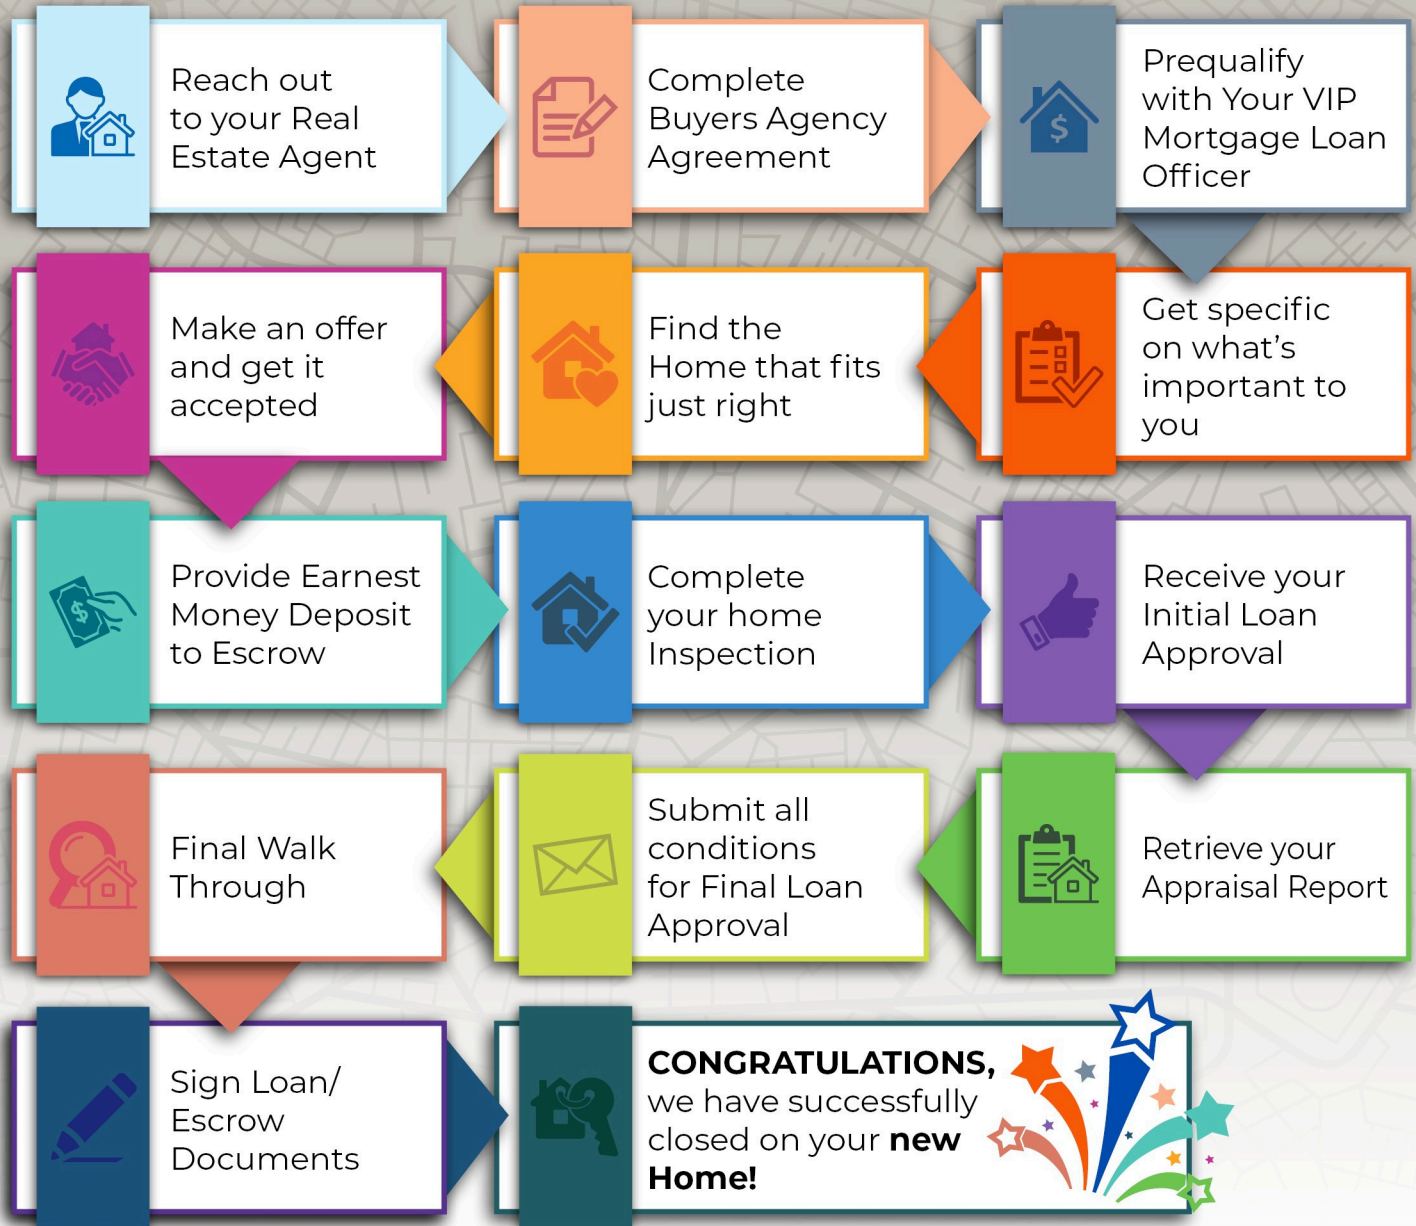 Reach out
to your Real
Estate Agent
Complete
Buyers Agency
Agreement
Prequalify
with Your VIP
Mortgage Loan
Officer
$
Get specific
on what's
important to
you
Find the
Home that fits
just right
Make an offer
and get it
accepted
Provide Earnest
Money Deposit
to Escrow
$
Complete
your home
Inspection
Receive your
Initial Loan
Approval
Retrieve your
Appraisal Report
Submit all
conditions
for Final Loan
Approval
Final Walk
Through
Sign Loan/
Escrow
Documents
CONGRATULATIONS,
we have successfully
closed on your new
Home!